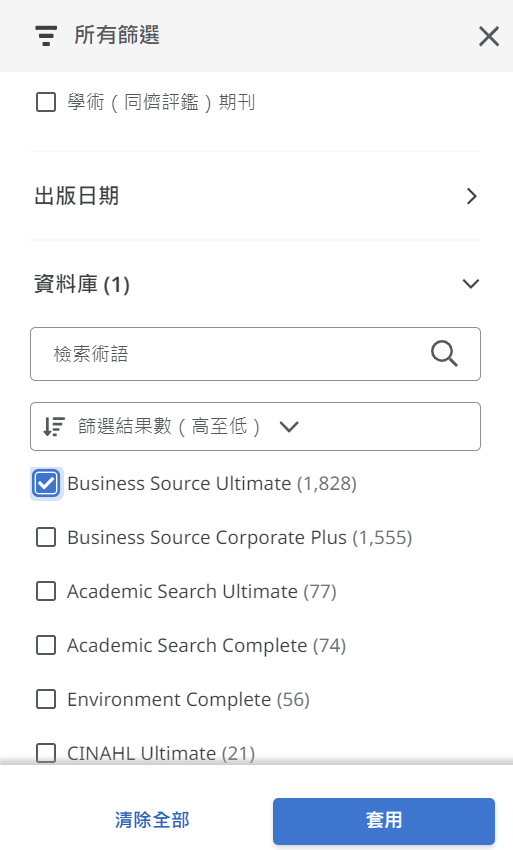 所有篩選
學術（同儕評鑑）期刊
出版日期
資料庫 (1)
檢索術語
篩選結果數（高至低）
Business Source Ultimate (1,828)
Business Source Corporate Plus (1,555)
Academic Search Ultimate (77)
Academic Search Complete (74)
Environment Complete (56)
CINAHL Ultimate (21)
清除全部
套用